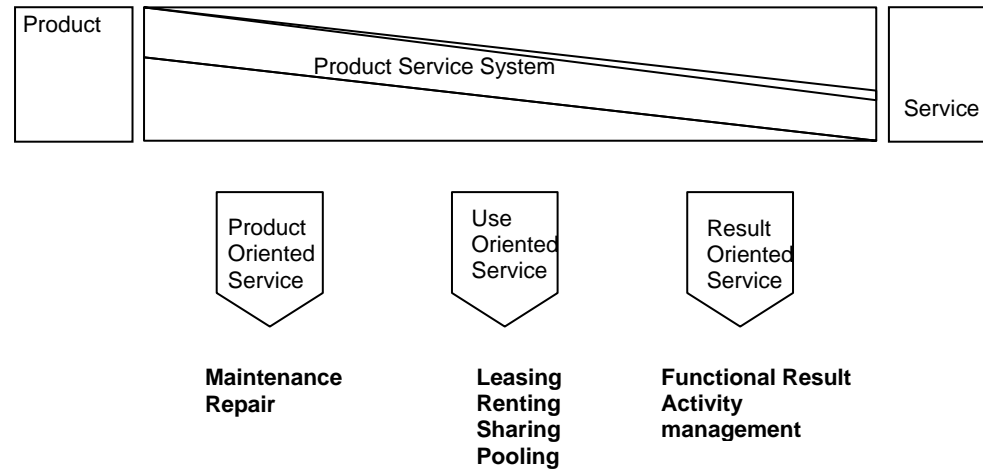 Product
Product Service System
Service
Product
Oriented
Service
Use
Oriented
Service
Result
Oriented
Service
Maintenance
Repair
Leasing
Renting
Sharing
Pooling
Functional Result
Activity
management